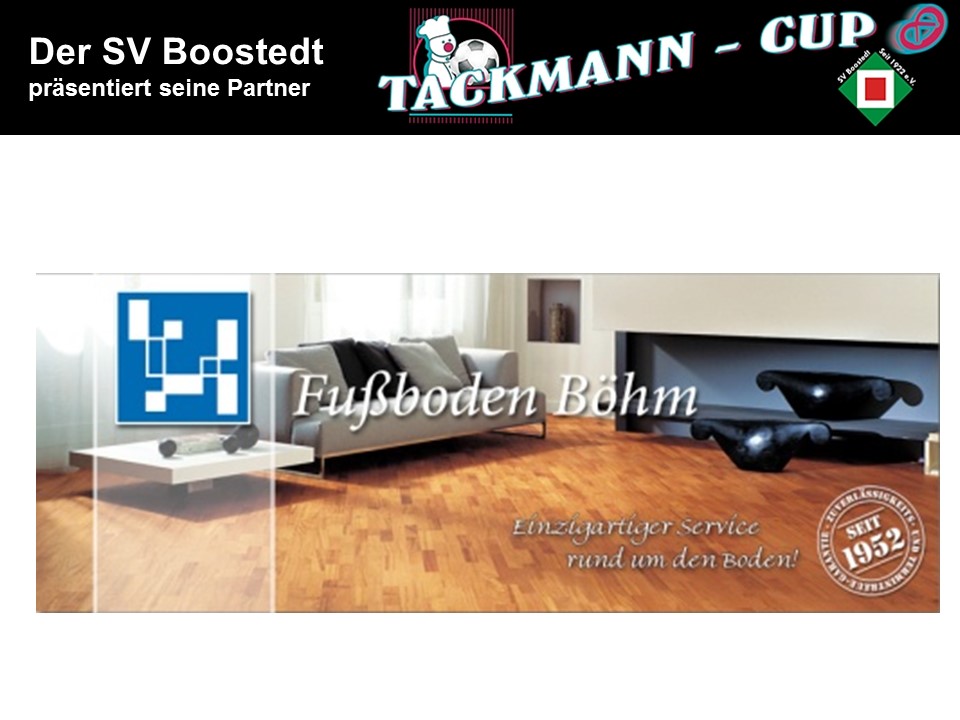 Der SV Boostedt
präsentiert seine Partner
TACKMANN - CUP
SV Boostedt Seit 1922 e.V.
Fußboden Böhm
Einzigartiger Service
rund um den Boden!
ZUVERLÄSSIGKEITS- UND TERMINTREUE-GARANTIE
SEIT
1952